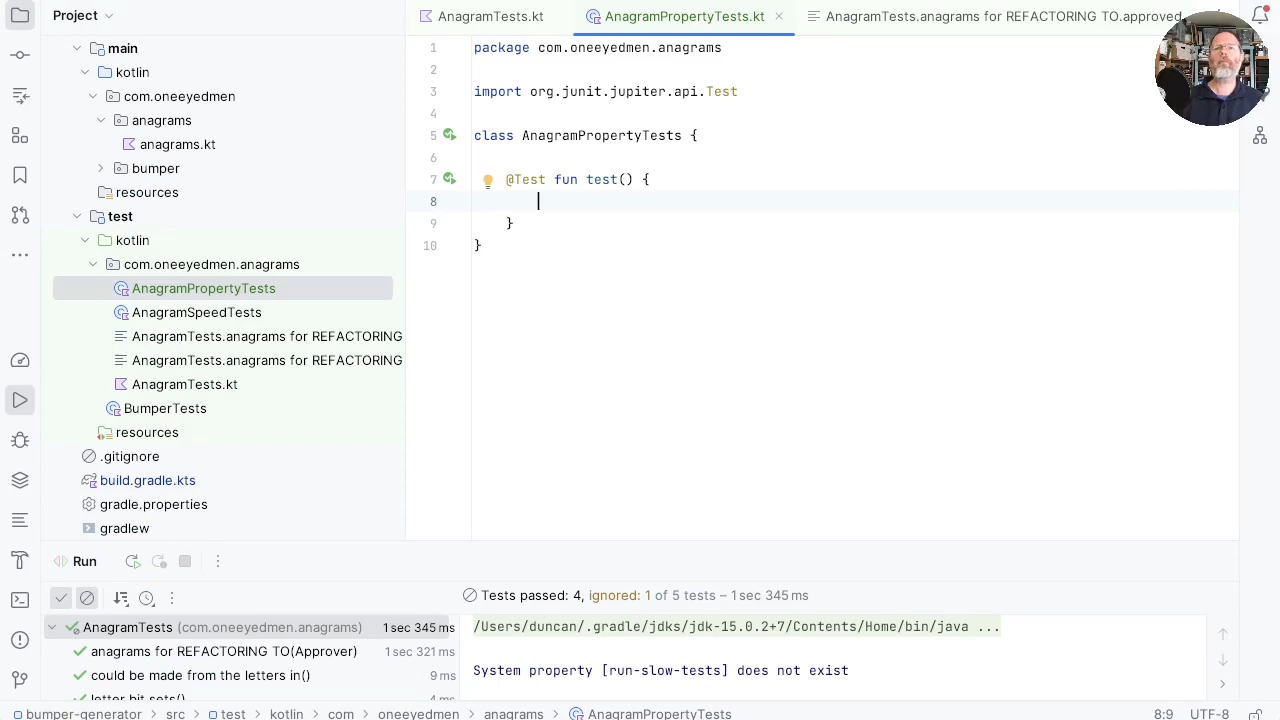 Project
AnagramTests.kt
AnagramPropertyTests.kt
AnagramTests.anagrams for REFACTORING TO.approved
main
kotlin
com.oneeyedmen
anagrams
anagrams.kt
bumper
resources
test
kotlin
com.oneeyedmen.anagrams
AnagramPropertyTests
AnagramSpeedTests
AnagramTests.anagrams for REFACTORING
AnagramTests.anagrams for REFACTORING
AnagramTests.kt
BumperTests
resources
.gitignore
build.gradle.kts
gradle.properties
gradlew
1 package com.oneeyedmen.anagrams
2
3 import org.junit.jupiter.api.Test
4
5 class AnagramPropertyTests {
6
7 @Test fun test() {
8
9 }
10 }
Run
Tests passed: 4, ignored: 1 of 5 tests – 1 sec 345 ms
AnagramTests (com.oneeyedmen.anagrams) 1 sec 345 ms
anagrams for REFACTORING TO(Approver) 1 sec 321 ms
could be made from the letters in() 9 ms
letter bit sets() 4 ms
/Users/duncan/.gradle/jdks/jdk-15.0.2+7/Contents/Home/bin/java ...
System property [run-slow-tests] does not exist
bumper-generator > src > test > kotlin > com > oneeyedmen > anagrams > AnagramPropertyTests
8:9 UTF-8